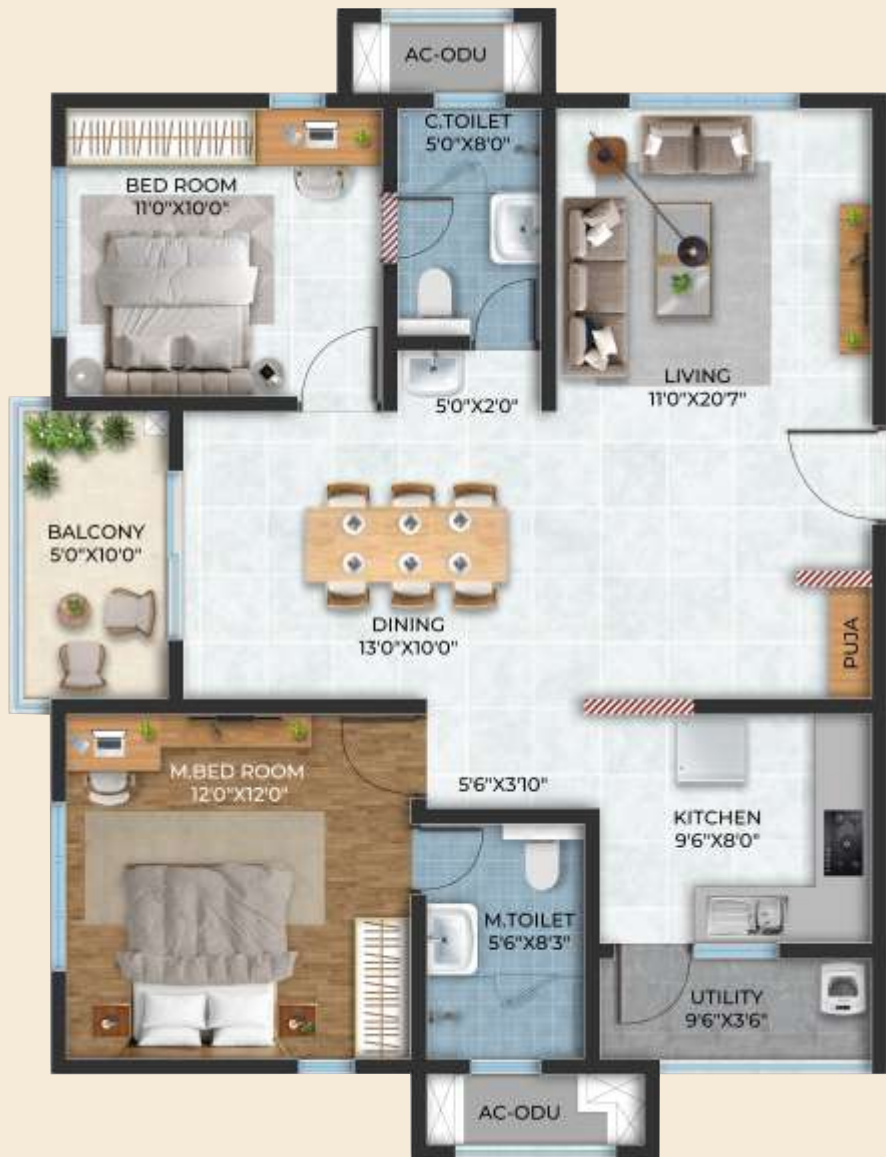 AC-ODU
C.TOILET
5'0"X8'0"
BED ROOM
11'0"X10'0"
LIVING
11'0"X20'7"
5'0"X2'0"
BALCONY
5'0"X10'0"
DINING
13'0"X10'0"
PUJA
M.BED ROOM
12'0"X12'0"
5'6"X3'10"
KITCHEN
9'6"X8'0"
M.TOILET
5'6"X8'3"
UTILITY
9'6"X3'6"
AC-ODU